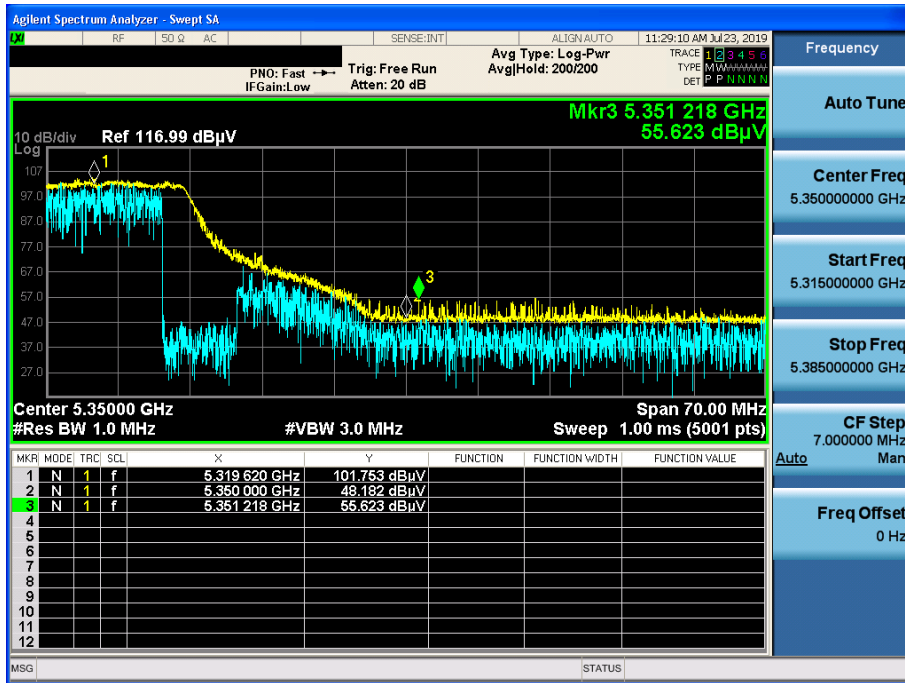 Agilent Spectrum Analyzer - Swept SA
LXI RF 50 Ω AC SENSE:INT ALIGN AUTO 11:29:10 AM Jul 23, 2019
Frequency
PNO: Fast Trig: Free Run Avg Type: Log-Pwr TRACE 1 2 3 4 5 6
IFGain:Low Atten: 20 dB Avg|Hold: 200/200 TYPE M W W W W W
DET P P N N N N
Auto Tune
Mkr3 5.351 218 GHz
55.623 dBµV
10 dB/div Ref 116.99 dBµV
Log
107
97.0
87.0
77.0
67.0
57.0
47.0
37.0
27.0
1
2
3
Center Freq
5.350000000 GHz
Start Freq
5.315000000 GHz
Stop Freq
5.385000000 GHz
Center 5.35000 GHz Span 70.00 MHz
#Res BW 1.0 MHz #VBW 3.0 MHz Sweep 1.00 ms (5001 pts)
CF Step
7.000000 MHz
Auto Man
Freq Offset
0 Hz
MKR MODE TRC SCL X Y FUNCTION FUNCTION WIDTH FUNCTION VALUE
1 N 1 f 5.319 620 GHz 101.753 dBµV
2 N 1 f 5.350 000 GHz 48.182 dBµV
3 N 1 f 5.351 218 GHz 55.623 dBµV
4
5
6
7
8
9
10
11
12
MSG STATUS